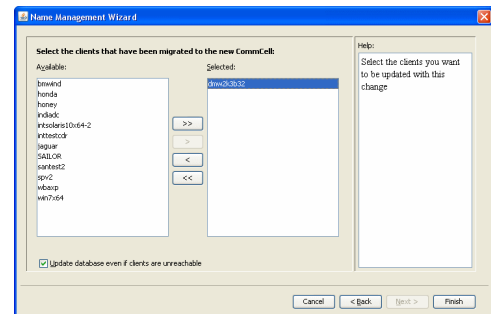 Name Management Wizard
Select the clients that have been migrated to the new CommCell:
Available:
bmwind
honda
honey
indiadc
intsolaris10x64-2
inttestcdr
jaguar
SAILOR
santest2
spv2
wbaxp
win7x64
>>
>
<
<<
Selected:
dmw2k3b32
Update database even if clients are unreachable
Help:
Select the clients you want
to be updated with this
change
Cancel
< Back
Next >
Finish